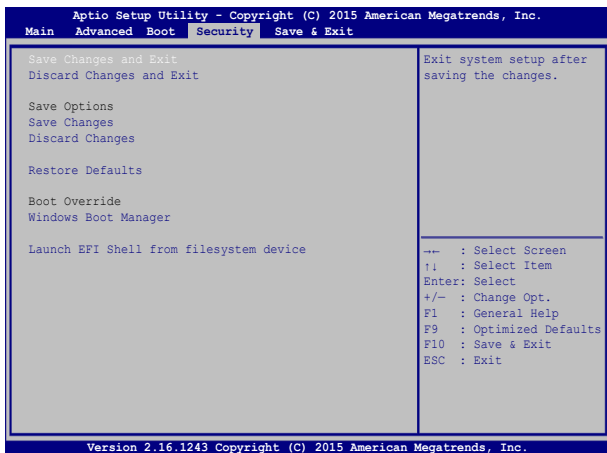 Aptio Setup Utility - Copyright (C) 2015 American Megatrends, Inc.
Main Advanced Boot Security Save & Exit
Save Changes and Exit
Discard Changes and Exit
Save Options
Save Changes
Discard Changes
Restore Defaults
Boot Override
Windows Boot Manager
Launch EFI Shell from filesystem device
Exit system setup after
saving the changes.
→← : Select Screen
↑↓ : Select Item
Enter: Select
+/— : Change Opt.
F1 : General Help
F9 : Optimized Defaults
F10 : Save & Exit
ESC : Exit
Version 2.16.1243 Copyright (C) 2015 American Megatrends, Inc.